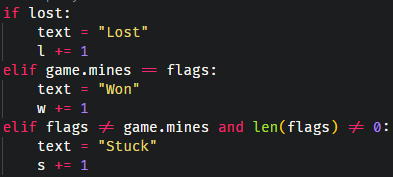 if lost:
    text = "Lost"
    l += 1
elif game.mines == flags:
    text = "Won"
    w += 1
elif flags ≠ game.mines and len(flags) ≠ 0:
    text = "Stuck"
    s += 1